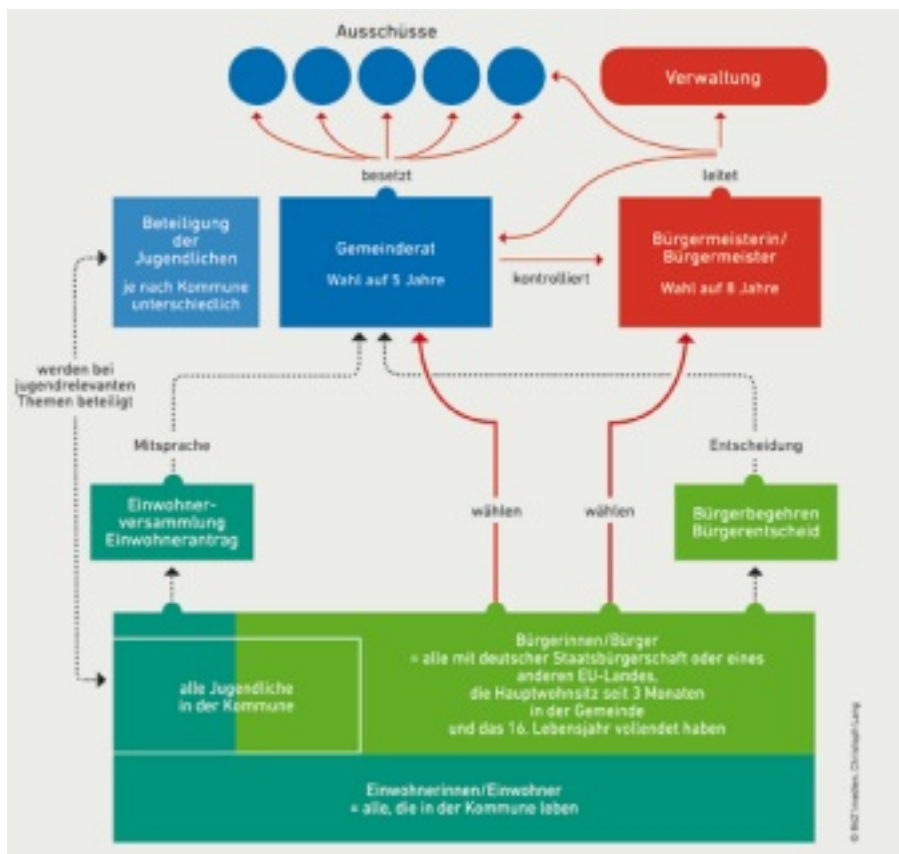 Ausschüsse
Verwaltung
besetzt
leitet
Beteiligung
der
Jugendlichen
je nach Kommune
unterschiedlich
Gemeinderat
Wahl auf 5 Jahre
kontrolliert
Bürgermeisterin/
Bürgermeister
Wahl auf 8 Jahre
werden bei
jugendrelevanten
Themen beteiligt
Mitsprache
Entscheidung
Einwohner-
versammlung
Einwohnerantrag
wählen
wählen
Bürgerbegehren
Bürgerentscheid
alle Jugendliche
in der Kommune
Bürgerinnen/Bürger
= alle mit deutscher Staatsbürgerschaft oder eines
anderen EU-Landes,
die Hauptwohnsitz seit 3 Monaten
in der Gemeinde
und das 16. Lebensjahr vollendet haben
Einwohnerinnen/Einwohner
= alle, die in der Kommune leben
Christoph Lang